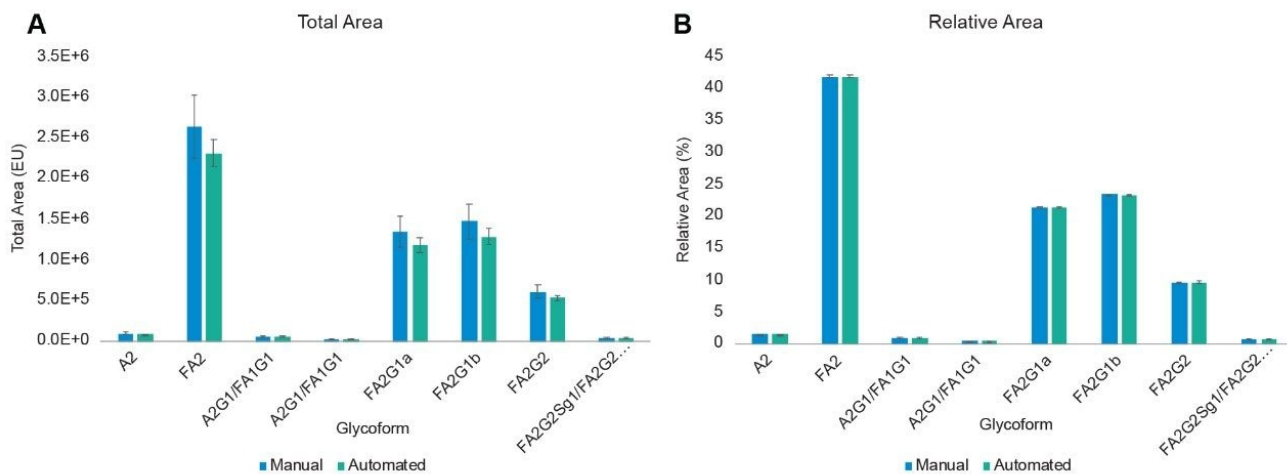 A
Total Area
3.5E+6
3.0E+6
2.5E+6
2.0E+6
1.5E+6
1.0E+6
5.0E+5
0.0E+0
Total Area (EU)
A2
FA2
A2G1/FA1G1
A2G1/FA1G1
FA2G1a
FA2G1b
FA2G2
FA2G2Sg1/FA2G2...
Glycoform
Manual Automated
B
Relative Area
45
40
35
30
25
20
15
10
5
0
Relative Area (%)
A2
FA2
A2G1/FA1G1
A2G1/FA1G1
FA2G1a
FA2G1b
FA2G2
FA2G2Sg1/FA2G2...
Glycoform
Manual Automated